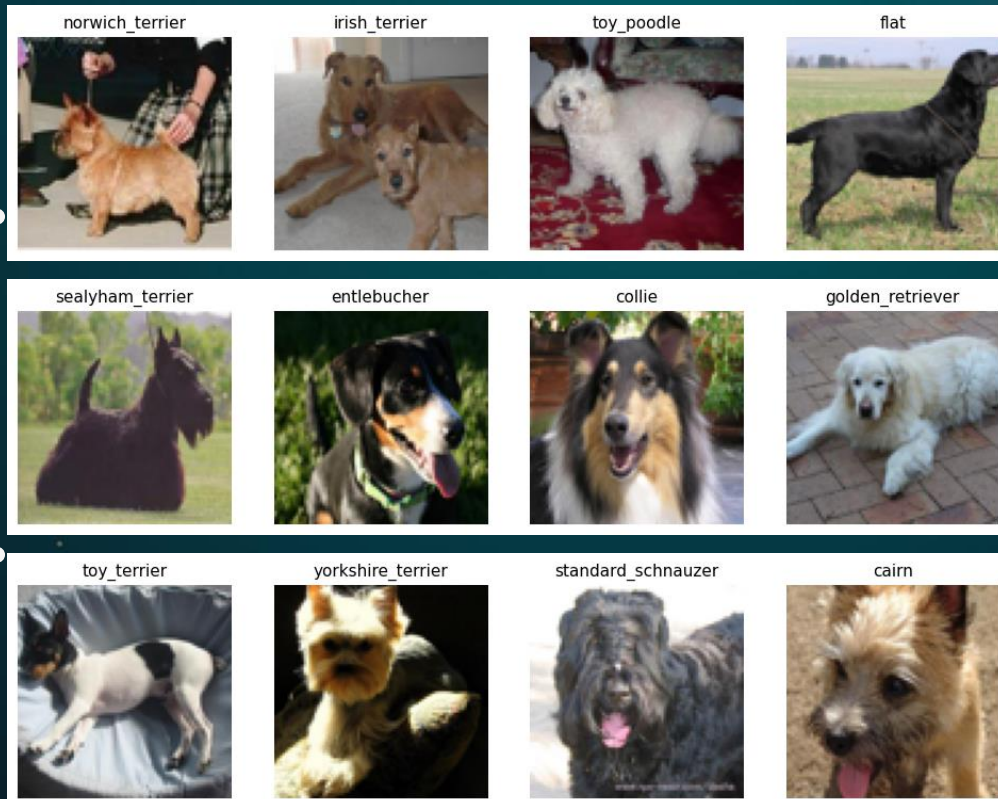 norwich_terrier
irish_terrier
toy_poodle
flat
sealyham_terrier
entlebucher
collie
golden_retriever
toy_terrier
yorkshire_terrier
standard_schnauzer
cairn